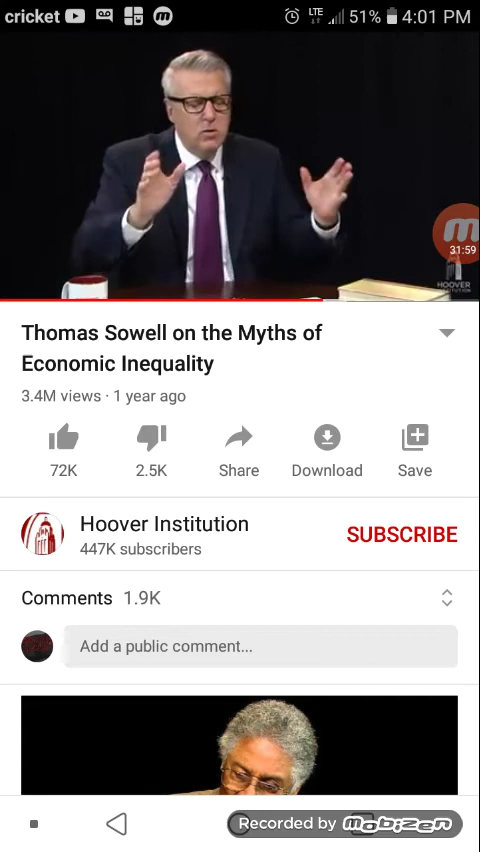 cricket LTE 51% 4:01 PM
31:59
HOOVER
INSTITUTION
Thomas Sowell on the Myths of
Economic Inequality
3.4M views · 1 year ago
72K 2.5K Share Download Save
Hoover Institution
447K subscribers
SUBSCRIBE
Comments 1.9K
Add a public comment...
Recorded by mobizen